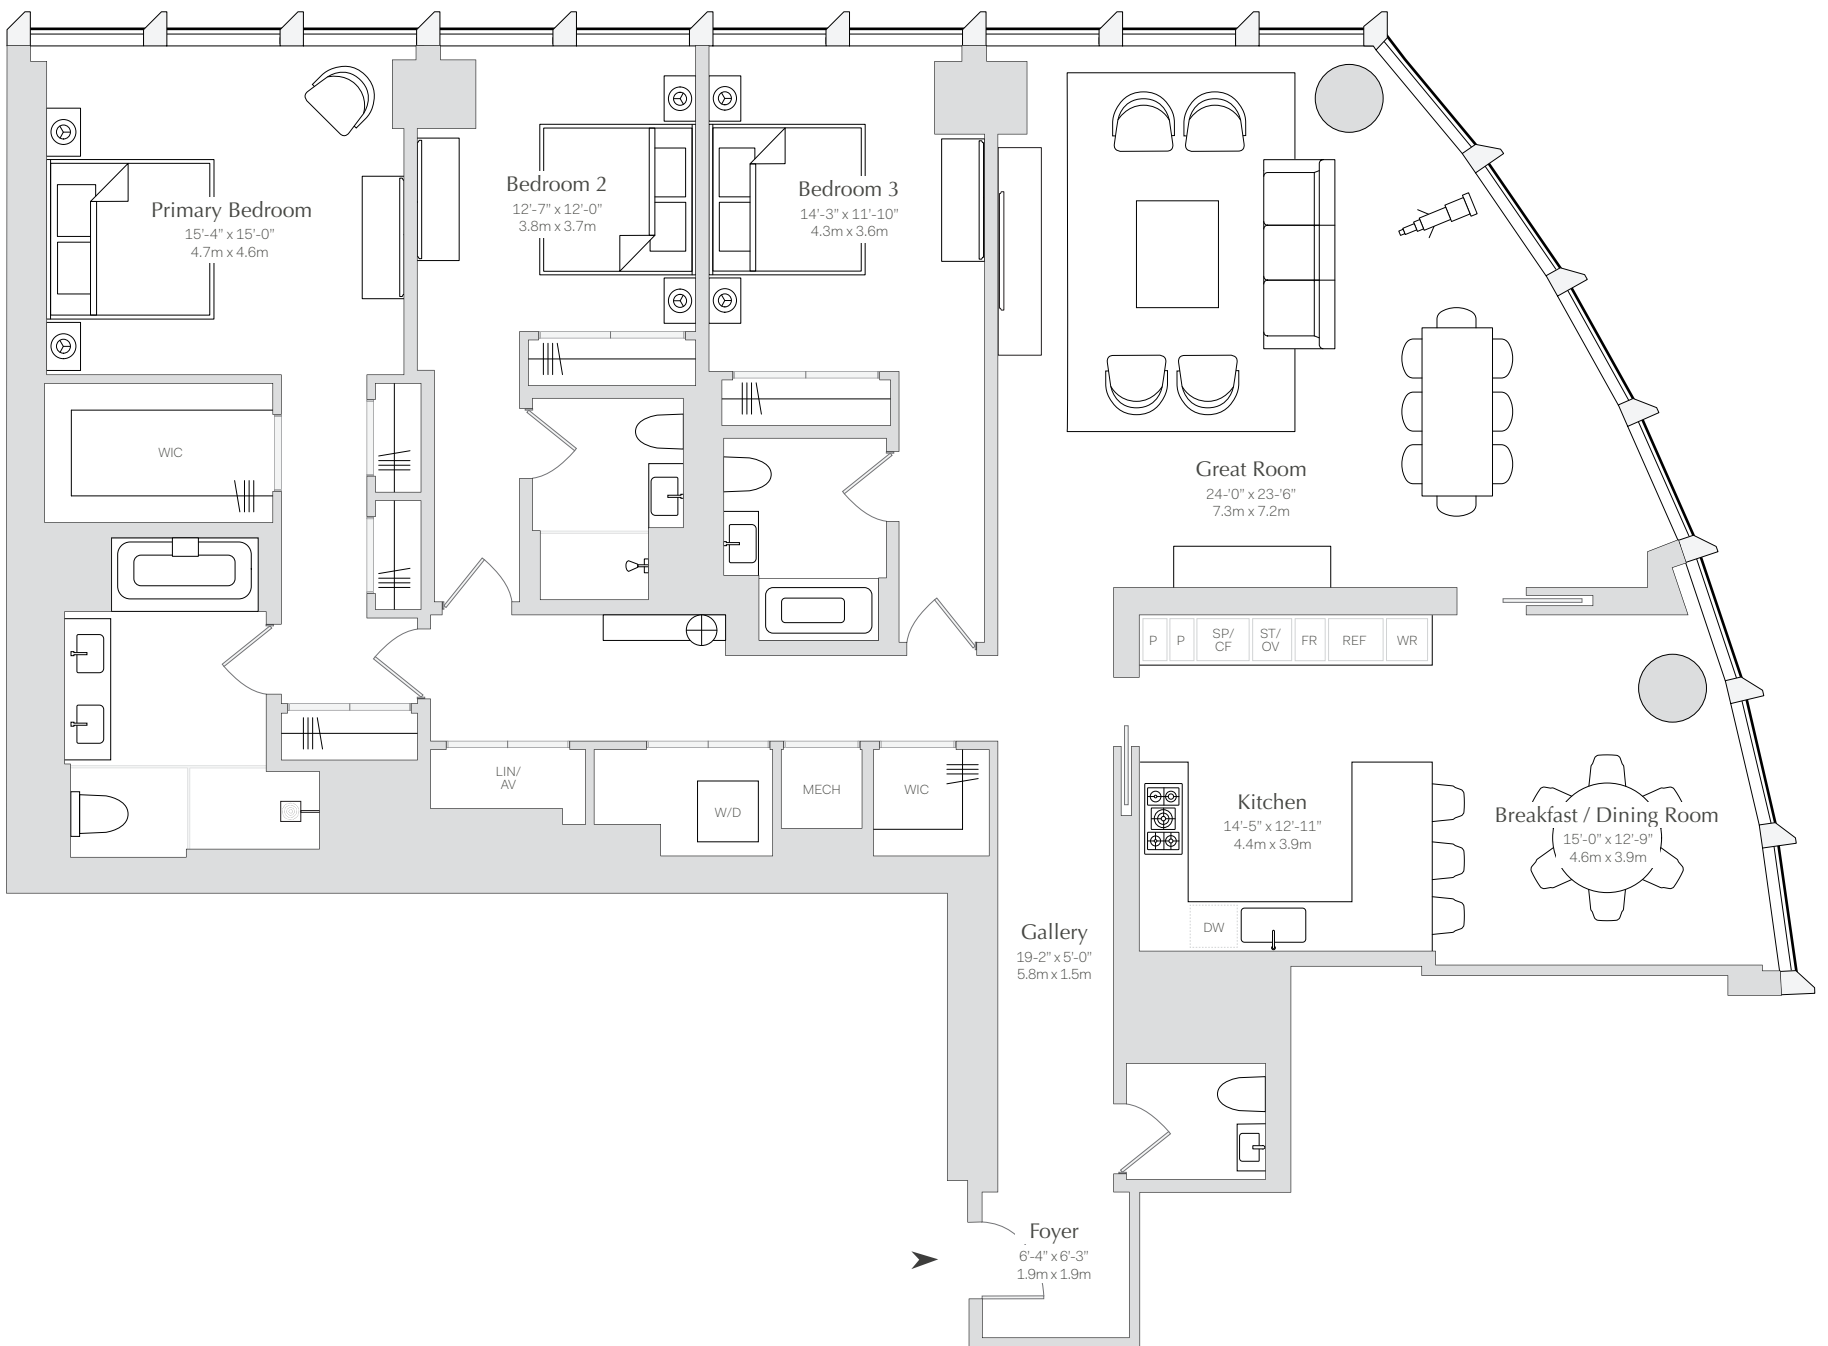 Primary Bedroom
15'-4" x 15'-0"
4.7m x 4.6m
Bedroom 2
12'-7" x 12'-0"
3.8m x 3.7m
Bedroom 3
14'-3" x 11'-10"
4.3m x 3.6m
WIC
Great Room
24-'0" x 23-'6"
7.3m x 7.2m
P
P
SP/
CF
ST/
OV
FR
REF
WR
LIN/
AV
W/D
MECH
WIC
Kitchen
14'-5" x 12'-11"
4.4m x 3.9m
Breakfast / Dining Room
15'-0" x 12'-9"
4.6m x 3.9m
DW
Gallery
19-2" x 5'-0"
5.8m x 1.5m
Foyer
6'-4" x 6'-3"
1.9m x 1.9m